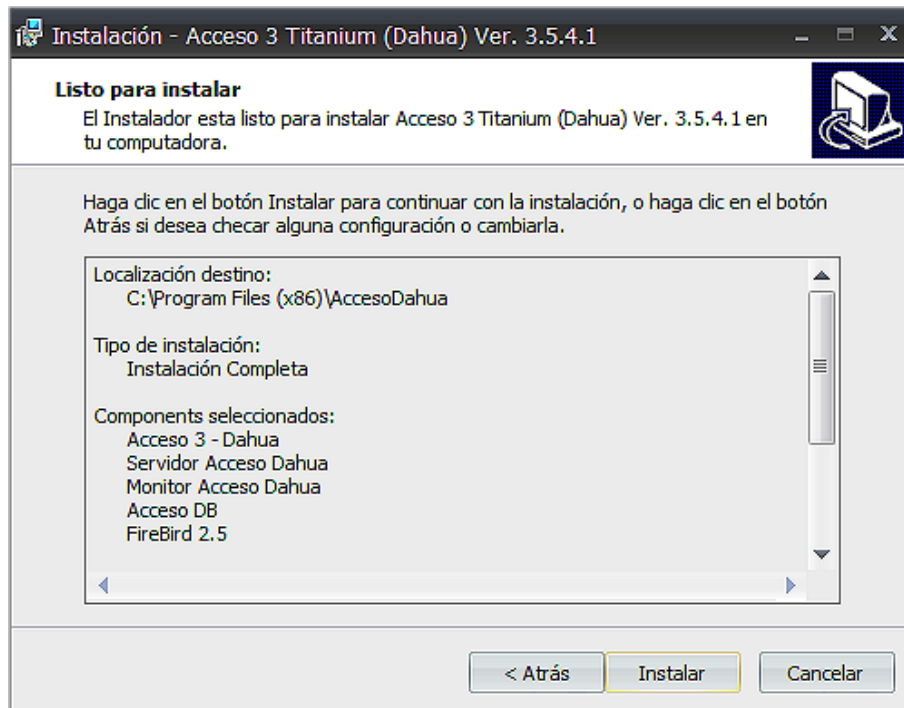 Instalación - Acceso 3 Titanium (Dahua) Ver. 3.5.4.1
Listo para instalar
El Instalador esta listo para instalar Acceso 3 Titanium (Dahua) Ver. 3.5.4.1 en
tu computadora.
Haga clic en el botón Instalar para continuar con la instalación, o haga clic en el botón
Atrás si desea checar alguna configuración o cambiarla.
Localización destino:
C:\Program Files (x86)\AccesoDahua
Tipo de instalación:
Instalación Completa
Components seleccionados:
Acceso 3 - Dahua
Servidor Acceso Dahua
Monitor Acceso Dahua
Acceso DB
FireBird 2.5
< Atrás
Instalar
Cancelar